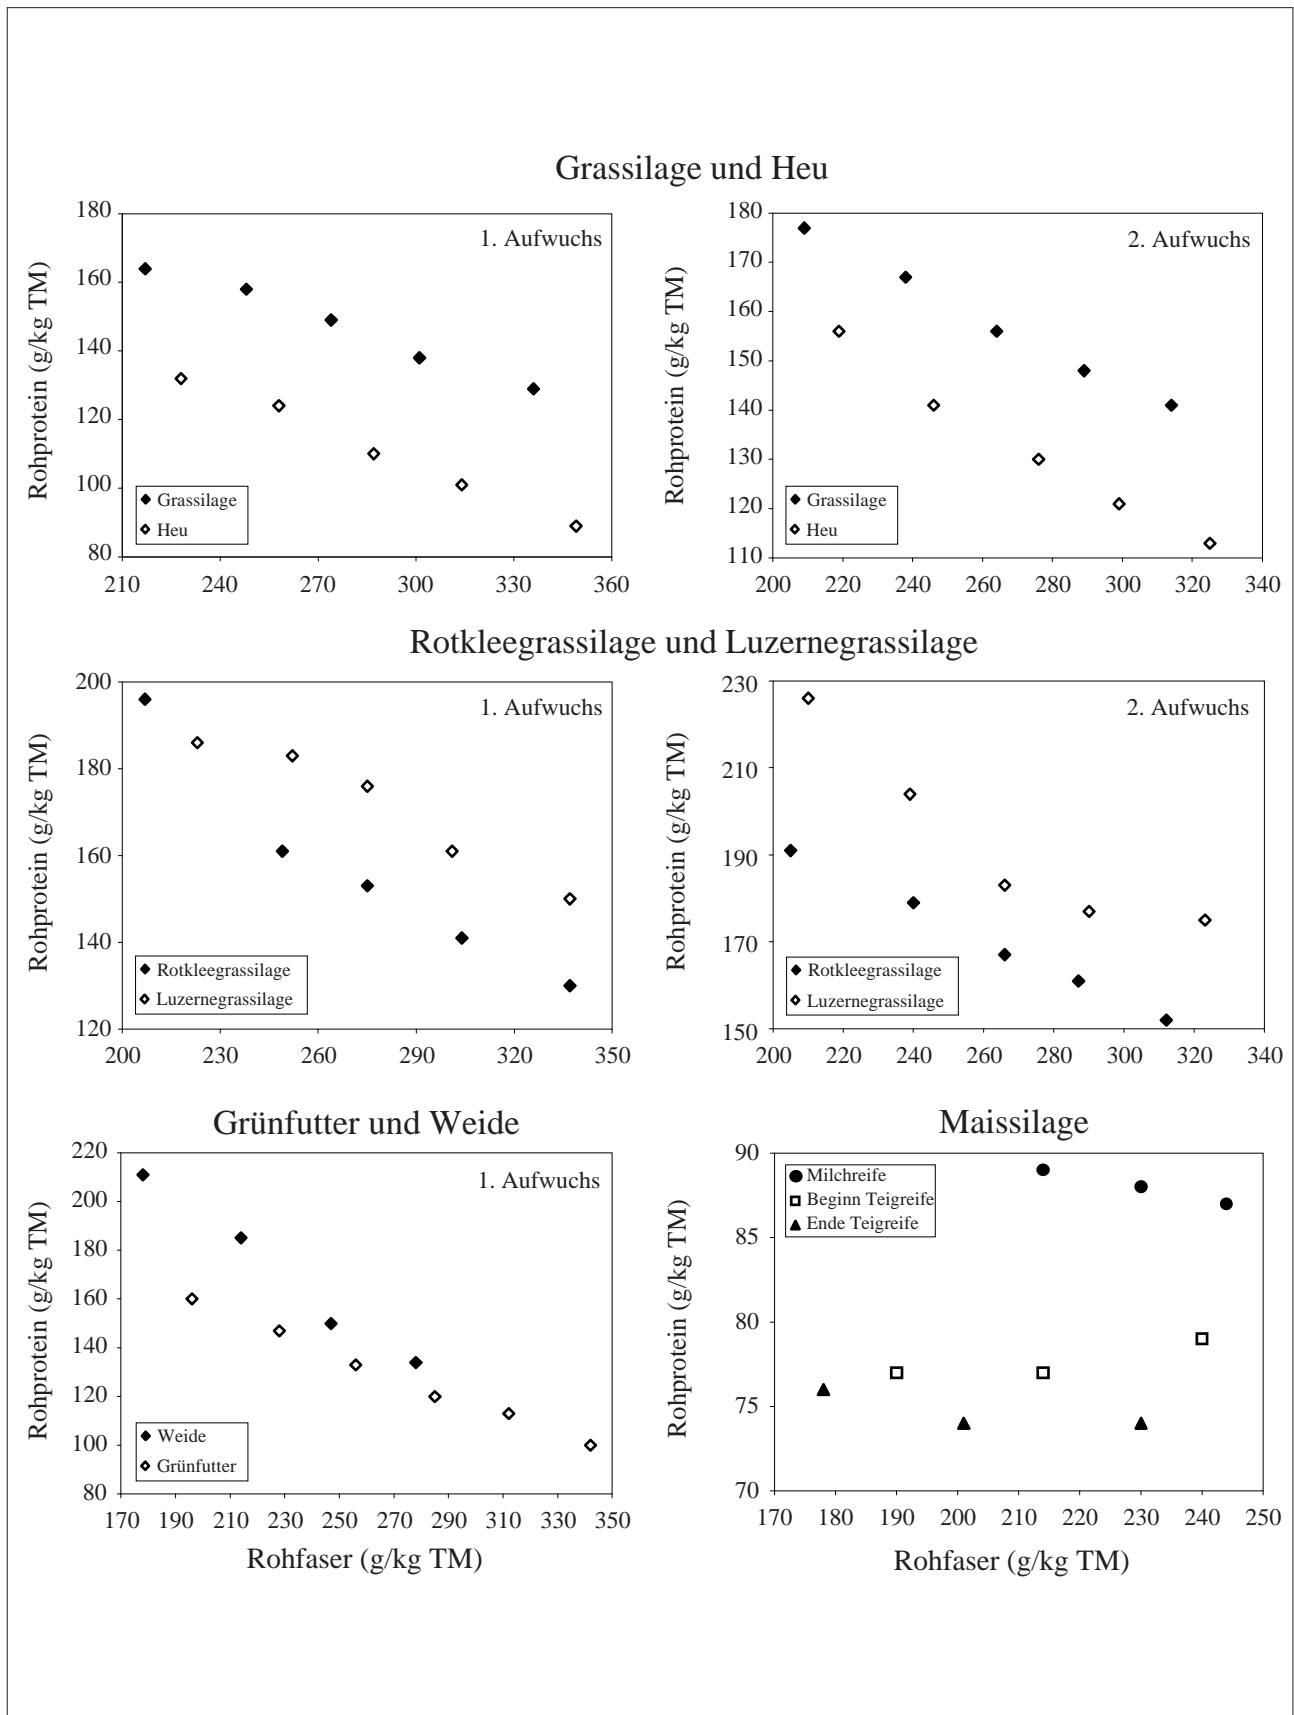 Grassilage und Heu
1. Aufwuchs
Rohprotein (g/kg TM)
180
160
140
120
100
80
Grassilage
Heu
210 240 270 300 330 360
2. Aufwuchs
Rohprotein (g/kg TM)
180
170
160
150
140
130
120
110
Grassilage
Heu
200 220 240 260 280 300 320 340
Rotkleegrassilage und Luzernegrassilage
1. Aufwuchs
Rohprotein (g/kg TM)
200
180
160
140
120
Rotkleegrassilage
Luzernegrassilage
200 230 260 290 320 350
2. Aufwuchs
Rohprotein (g/kg TM)
230
210
190
170
150
Rotkleegrassilage
Luzernegrassilage
200 220 240 260 280 300 320 340
Grünfutter und Weide
1. Aufwuchs
Rohprotein (g/kg TM)
220
200
180
160
140
120
100
80
Weide
Grünfutter
170 190 210 230 250 270 290 310 330 350
Rohfaser (g/kg TM)
Maissilage
Milchreife
Beginn Teigreife
Ende Teigreife
Rohprotein (g/kg TM)
90
85
80
75
70
170 180 190 200 210 220 230 240 250
Rohfaser (g/kg TM)